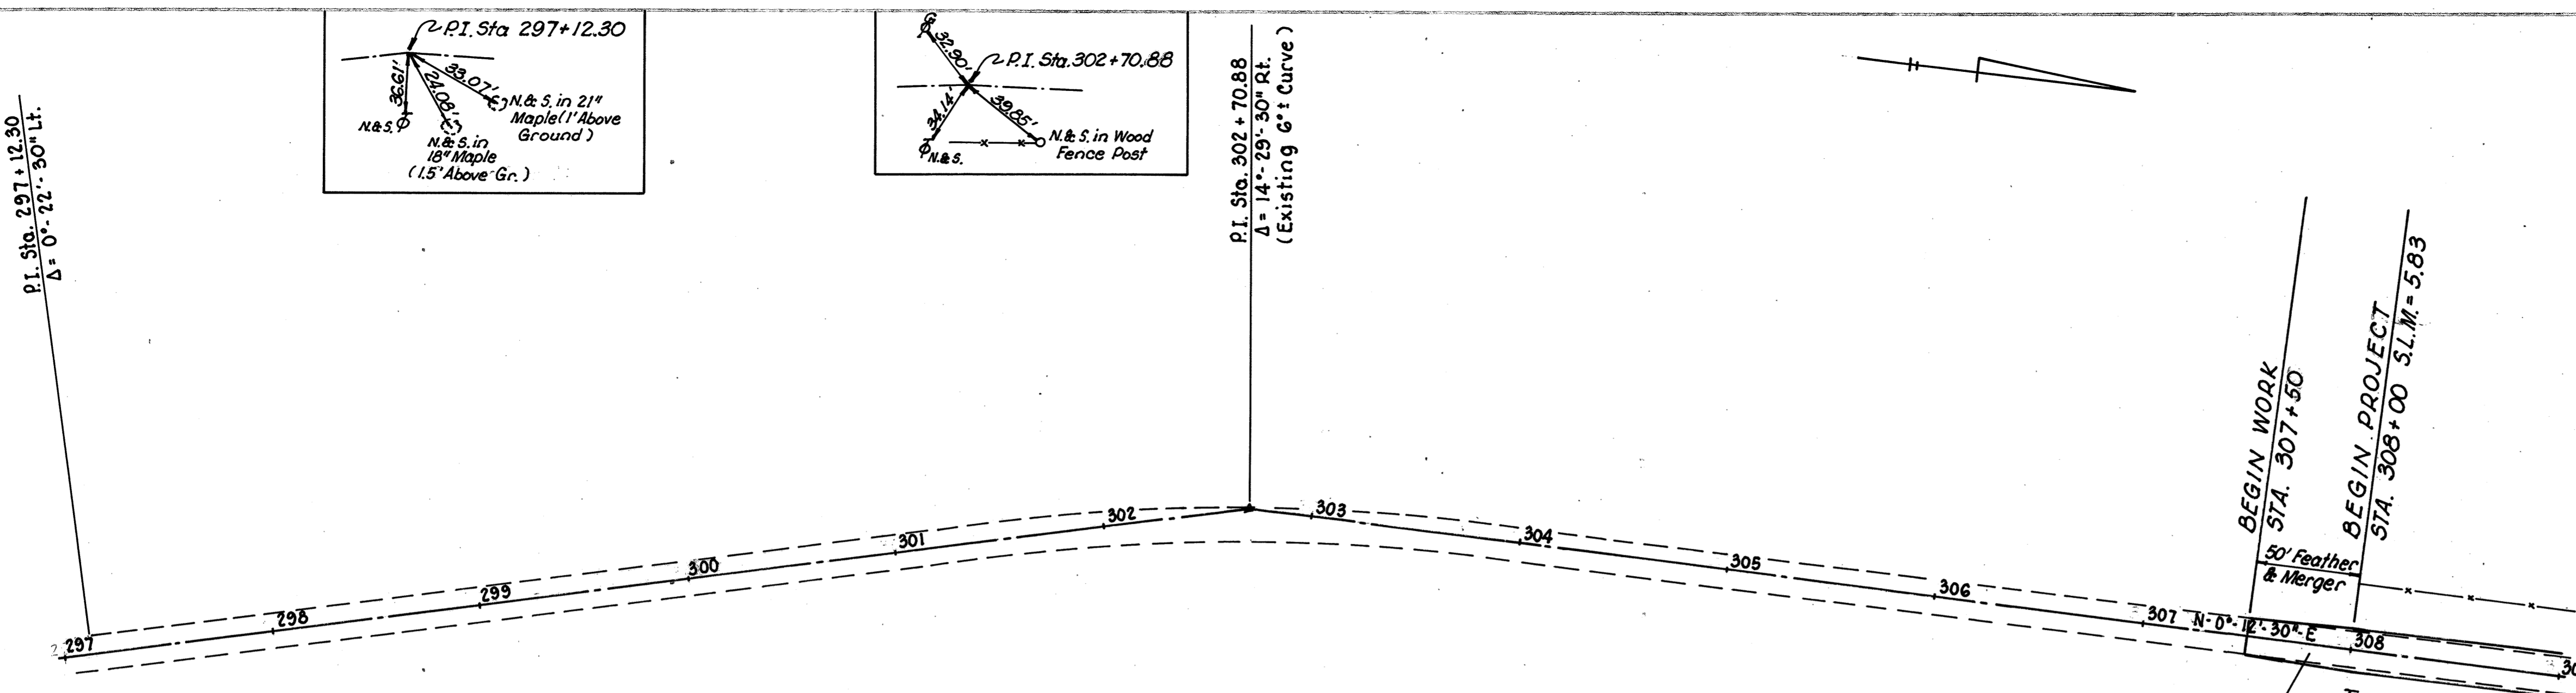 P.I. Sta. 297+12.30
Δ = 0°-22'-30" Lt.
P.I. Sta 297+12.30
36.61'
24.08'
33.07'
N.& S. in 21"
Maple (1' Above
Ground)
N.& S.
N.& S. in
18" Maple
(1.5' Above Gr.)
32.90'
P.I. Sta. 302+70.88
34.14'
39.85'
N.& S. in Wood
Fence Post
N.& S.
P.I. Sta. 302+70.88
Δ = 14°-29'-30" Rt.
(Existing 6°± Curve)
BEGIN WORK
STA. 307+50
BEGIN PROJECT
STA. 308+00 S.L.M.=5.83
50' Feather
& Merger
297
298
299
300
301
302
303
304
305
306
307
N-0°-12'-30"-E
308